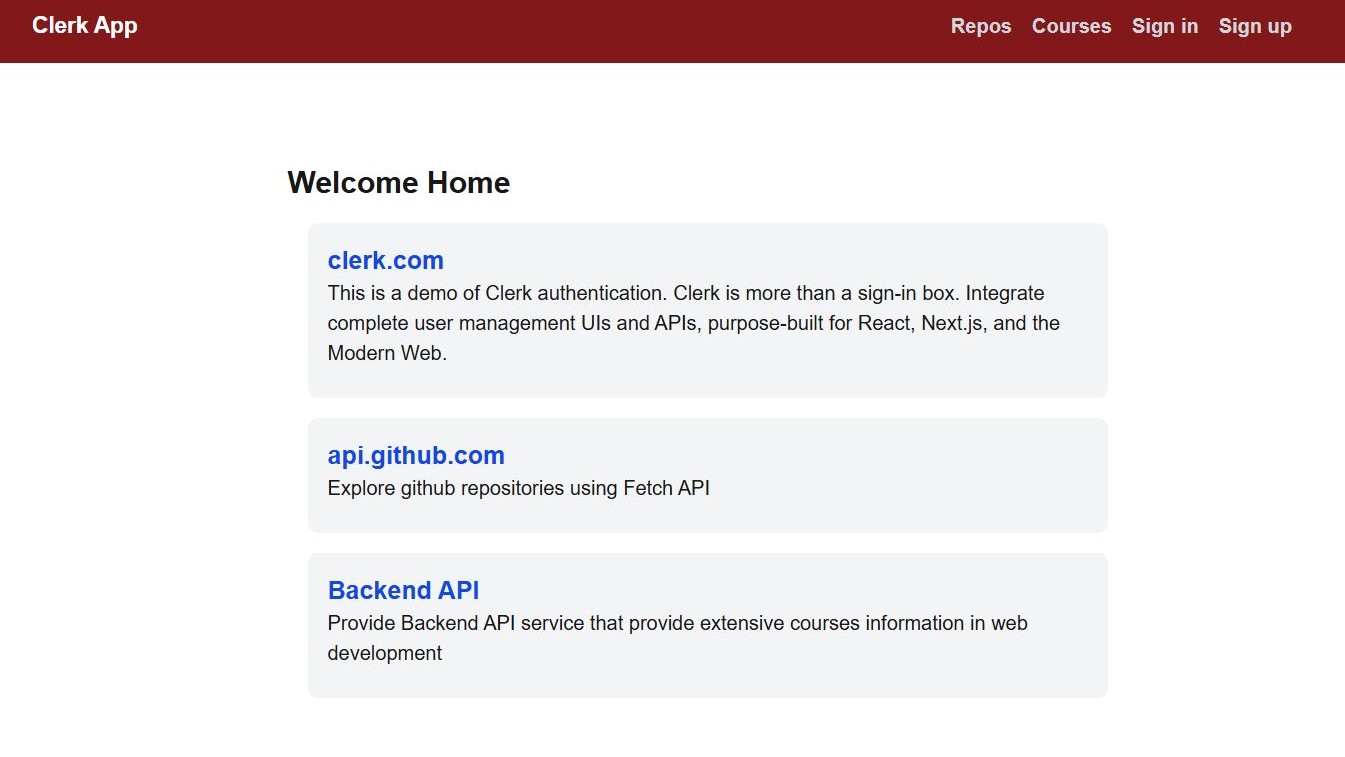 Clerk App
Repos Courses Sign in Sign up
Welcome Home
clerk.com
This is a demo of Clerk authentication. Clerk is more than a sign-in box. Integrate
complete user management UIs and APIs, purpose-built for React, Next.js, and the
Modern Web.
api.github.com
Explore github repositories using Fetch API
Backend API
Provide Backend API service that provide extensive courses information in web
development